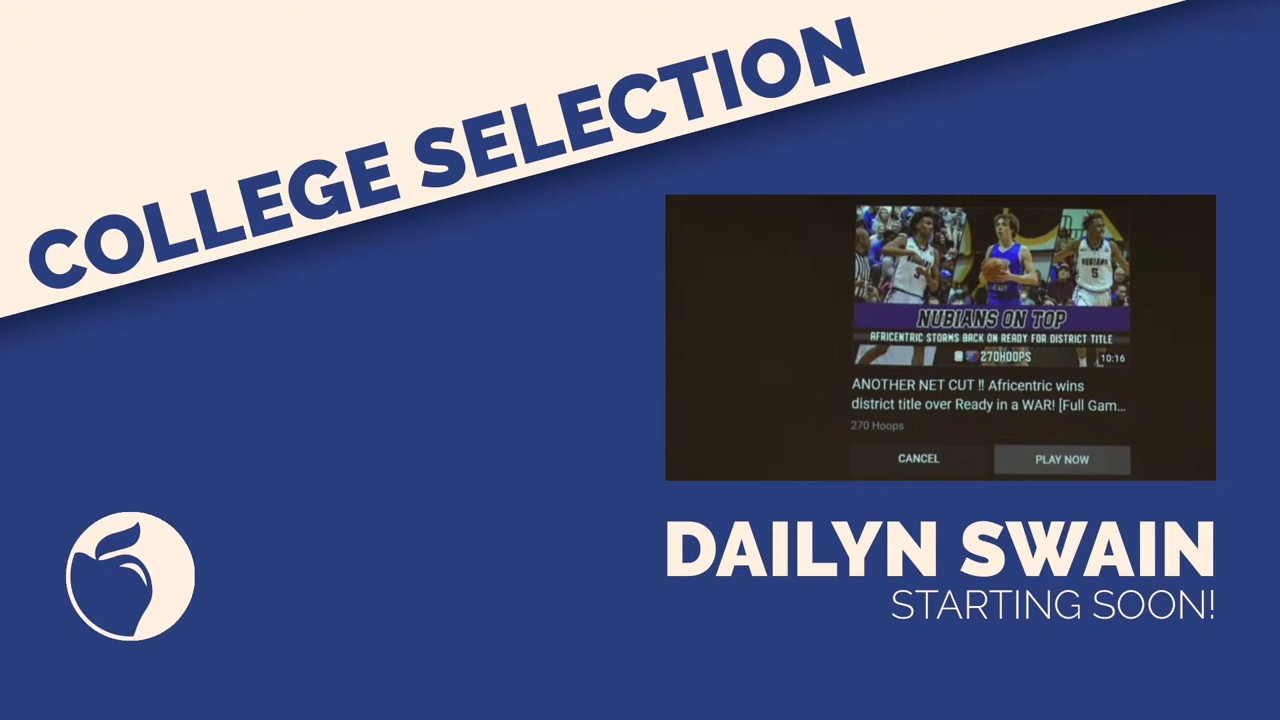 COLLEGE SELECTION
NUBIANS
5
NUBIANS ON TOP
AFRICENTRIC STORMS BACK ON READY FOR DISTRICT TITLE
270HOOPS
10:16
ANOTHER NET CUT !! Africentric wins
district title over Ready in a WAR! [Full Gam...
270 Hoops
CANCEL
PLAY NOW
DAILYN SWAIN
STARTING SOON!